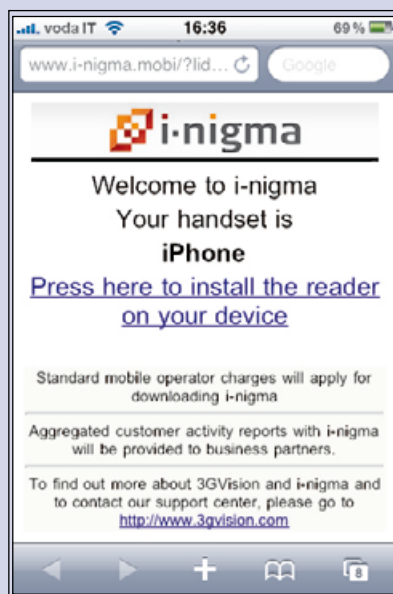 voda IT 16:36 69%
www.i-nigma.mobi/?lid... Google
i-nigma
Welcome to i-nigma
Your handset is
iPhone
Press here to install the reader
on your device
Standard mobile operator charges will apply for
downloading i-nigma
Aggregated customer activity reports with i-nigma
will be provided to business partners.
To find out more about 3GVision and i-nigma and
to contact our support center, please go to
http://www.3gvision.com
8